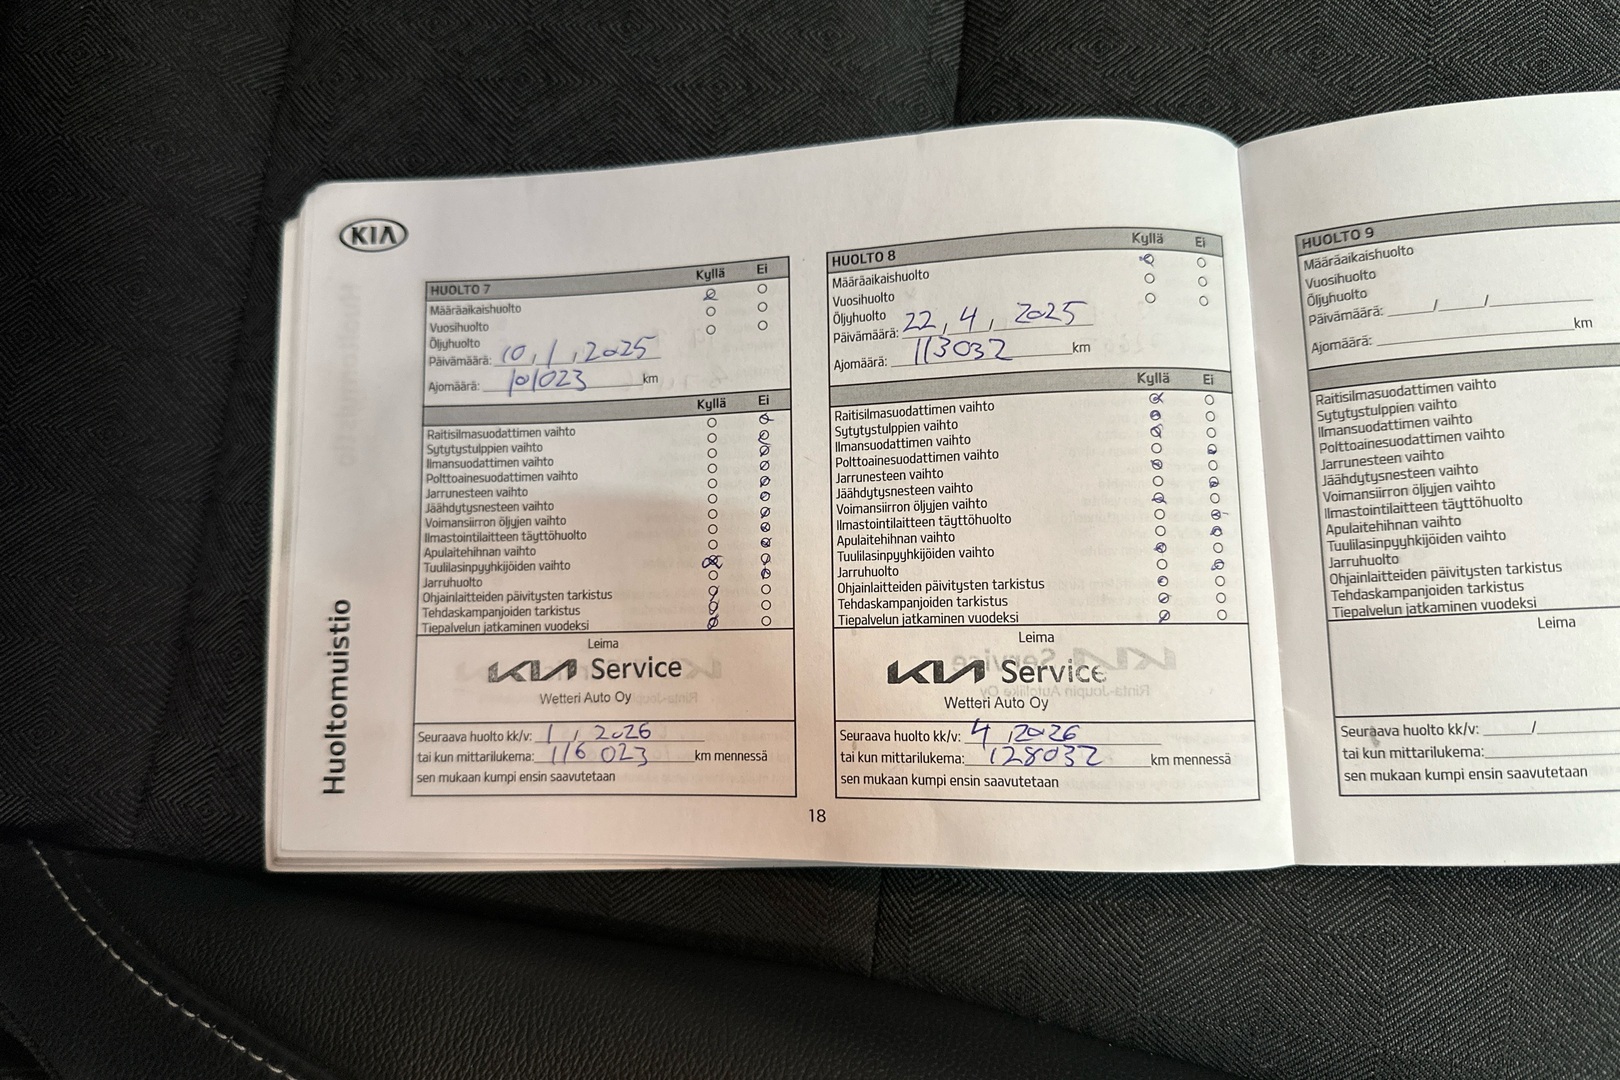 KIA
Huoltomuistio
HUOLTO 7 Kyllä Ei
Määräaikaishuolto
Vuosihuolto
Öljyhuolto
Päivämäärä: 10, 1, 2025
Ajomäärä: 101023 km
Kyllä Ei
Raitisilmasuodattimen vaihto
Sytytystulppien vaihto
Ilmansuodattimen vaihto
Polttoainesuodattimen vaihto
Jarrunesteen vaihto
Jäähdytysnesteen vaihto
Voimansiirron öljyjen vaihto
Ilmastointilaitteen täyttöhuolto
Apulaitehihnan vaihto
Tuulilasinpyyhkijöiden vaihto
Jarruhuolto
Ohjainlaitteiden päivitysten tarkistus
Tehdaskampanjoiden tarkistus
Tiepalvelun jatkaminen vuodeksi
Leima
KIA Service
Wetteri Auto Oy
Seuraava huolto kk/v: 1, 2026
tai kun mittarilukema: 116 023 km mennessä
sen mukaan kumpi ensin saavutetaan
HUOLTO 8 Kyllä Ei
Määräaikaishuolto
Vuosihuolto
Öljyhuolto
Päivämäärä: 22, 4, 2025
Ajomäärä: 113032 km
Kyllä Ei
Raitisilmasuodattimen vaihto
Sytytystulppien vaihto
Ilmansuodattimen vaihto
Polttoainesuodattimen vaihto
Jarrunesteen vaihto
Jäähdytysnesteen vaihto
Voimansiirron öljyjen vaihto
Ilmastointilaitteen täyttöhuolto
Apulaitehihnan vaihto
Tuulilasinpyyhkijöiden vaihto
Jarruhuolto
Ohjainlaitteiden päivitysten tarkistus
Tehdaskampanjoiden tarkistus
Tiepalvelun jatkaminen vuodeksi
Leima
KIA Service
Wetteri Auto Oy
Seuraava huolto kk/v: 4, 2026
tai kun mittarilukema: 128032 km mennessä
sen mukaan kumpi ensin saavutetaan
18
HUOLTO 9
Määräaikaishuolto
Vuosihuolto
Öljyhuolto
Päivämäärä: ____/____/____
Ajomäärä: ____ km
Raitisilmasuodattimen vaihto
Sytytystulppien vaihto
Ilmansuodattimen vaihto
Polttoainesuodattimen vaihto
Jarrunesteen vaihto
Jäähdytysnesteen vaihto
Voimansiirron öljyjen vaihto
Ilmastointilaitteen täyttöhuolto
Apulaitehihnan vaihto
Tuulilasinpyyhkijöiden vaihto
Jarruhuolto
Ohjainlaitteiden päivitysten tarkistus
Tehdaskampanjoiden tarkistus
Tiepalvelun jatkaminen vuodeksi
Leima
Seuraava huolto kk/v: ____/
tai kun mittarilukema:
sen mukaan kumpi ensin saavutetaan